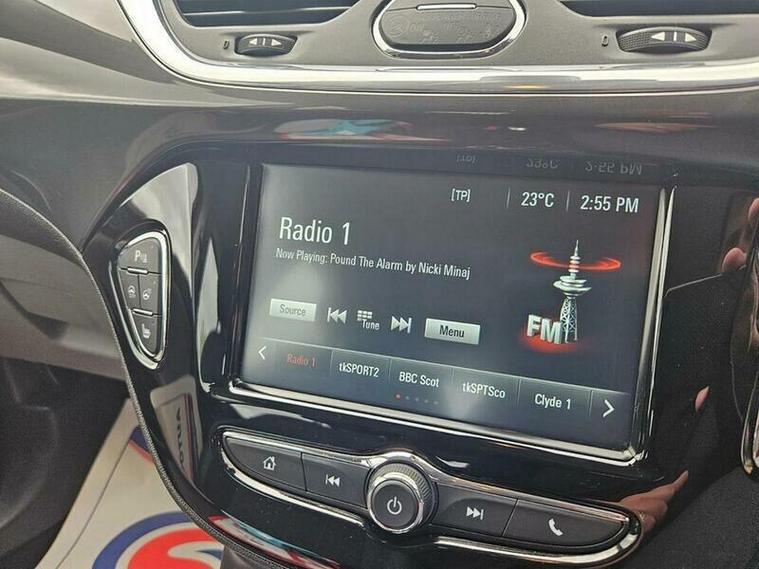 [TP] 23°C 2:55 PM
Radio 1
Now Playing: Pound The Alarm by Nicki Minaj
FM
Source Tune Menu
Radio 1 tkSPORT2 BBC Scot tkSPTSco Clyde 1